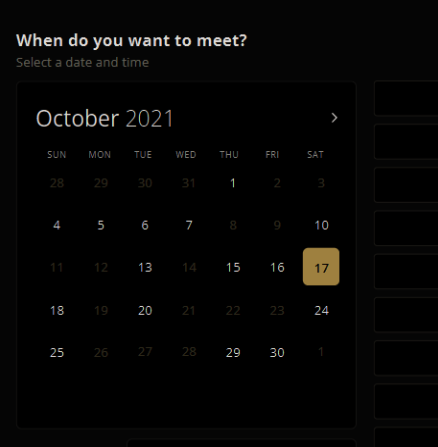 When do you want to meet?
Select a date and time
October 2021
SUN MON TUE WED THU FRI SAT
28 29 30 31 1 2 3
4 5 6 7 8 9 10
11 12 13 14 15 16 17
18 19 20 21 22 23 24
25 26 27 28 29 30 1